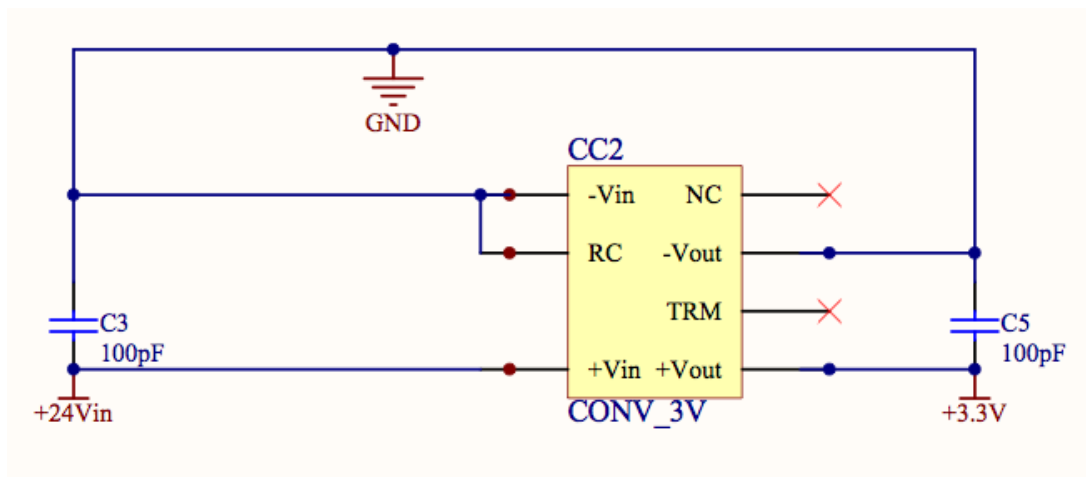 GND
CC2
-Vin NC
RC -Vout
TRM
C3
100pF
C5
100pF
+Vin +Vout
+24Vin
CONV_3V
+3.3V